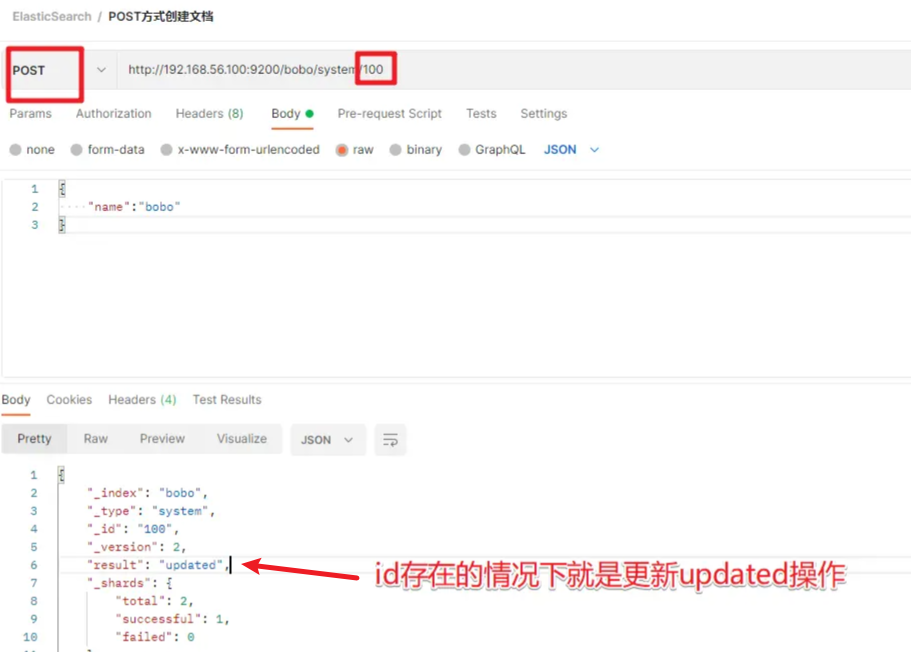 ElasticSearch / POST方式创建文档
POST http://192.168.56.100:9200/bobo/system/100
Params Authorization Headers (8) Body Pre-request Script Tests Settings
none form-data x-www-form-urlencoded raw binary GraphQL JSON
1 {
2 ····"name":"bobo"
3 }
Body Cookies Headers (4) Test Results
Pretty Raw Preview Visualize JSON
1 {
2 "_index": "bobo",
3 "_type": "system",
4 "_id": "100",
5 "_version": 2,
6 "result": "updated", id存在的情况下就是更新updated操作
7 "_shards": {
8 "total": 2,
9 "successful": 1,
10 "failed": 0